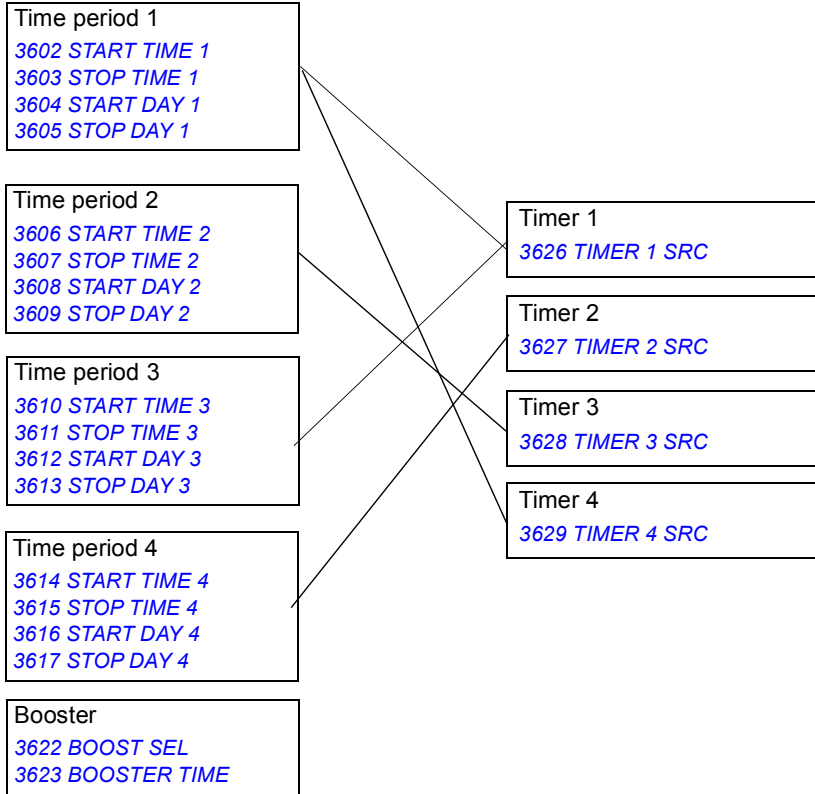 Time period 1
3602 START TIME 1
3603 STOP TIME 1
3604 START DAY 1
3605 STOP DAY 1
Time period 2
3606 START TIME 2
3607 STOP TIME 2
3608 START DAY 2
3609 STOP DAY 2
Time period 3
3610 START TIME 3
3611 STOP TIME 3
3612 START DAY 3
3613 STOP DAY 3
Time period 4
3614 START TIME 4
3615 STOP TIME 4
3616 START DAY 4
3617 STOP DAY 4
Booster
3622 BOOST SEL
3623 BOOSTER TIME
Timer 1
3626 TIMER 1 SRC
Timer 2
3627 TIMER 2 SRC
Timer 3
3628 TIMER 3 SRC
Timer 4
3629 TIMER 4 SRC